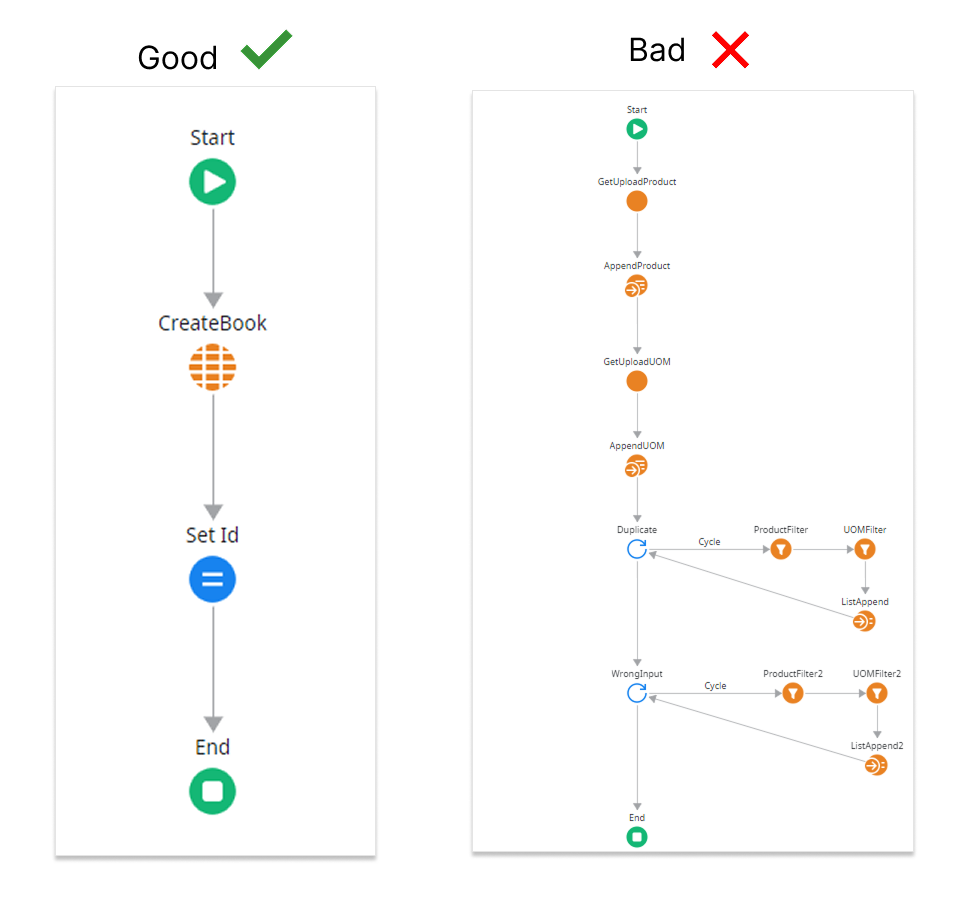 Good
Start
CreateBook
Set Id
End
Bad
Start
GetUploadProduct
AppendProduct
GetUploadUOM
AppendUOM
Duplicate
Cycle
ProductFilter
UOMFilter
ListAppend
WrongInput
Cycle
ProductFilter2
UOMFilter2
ListAppend2
End